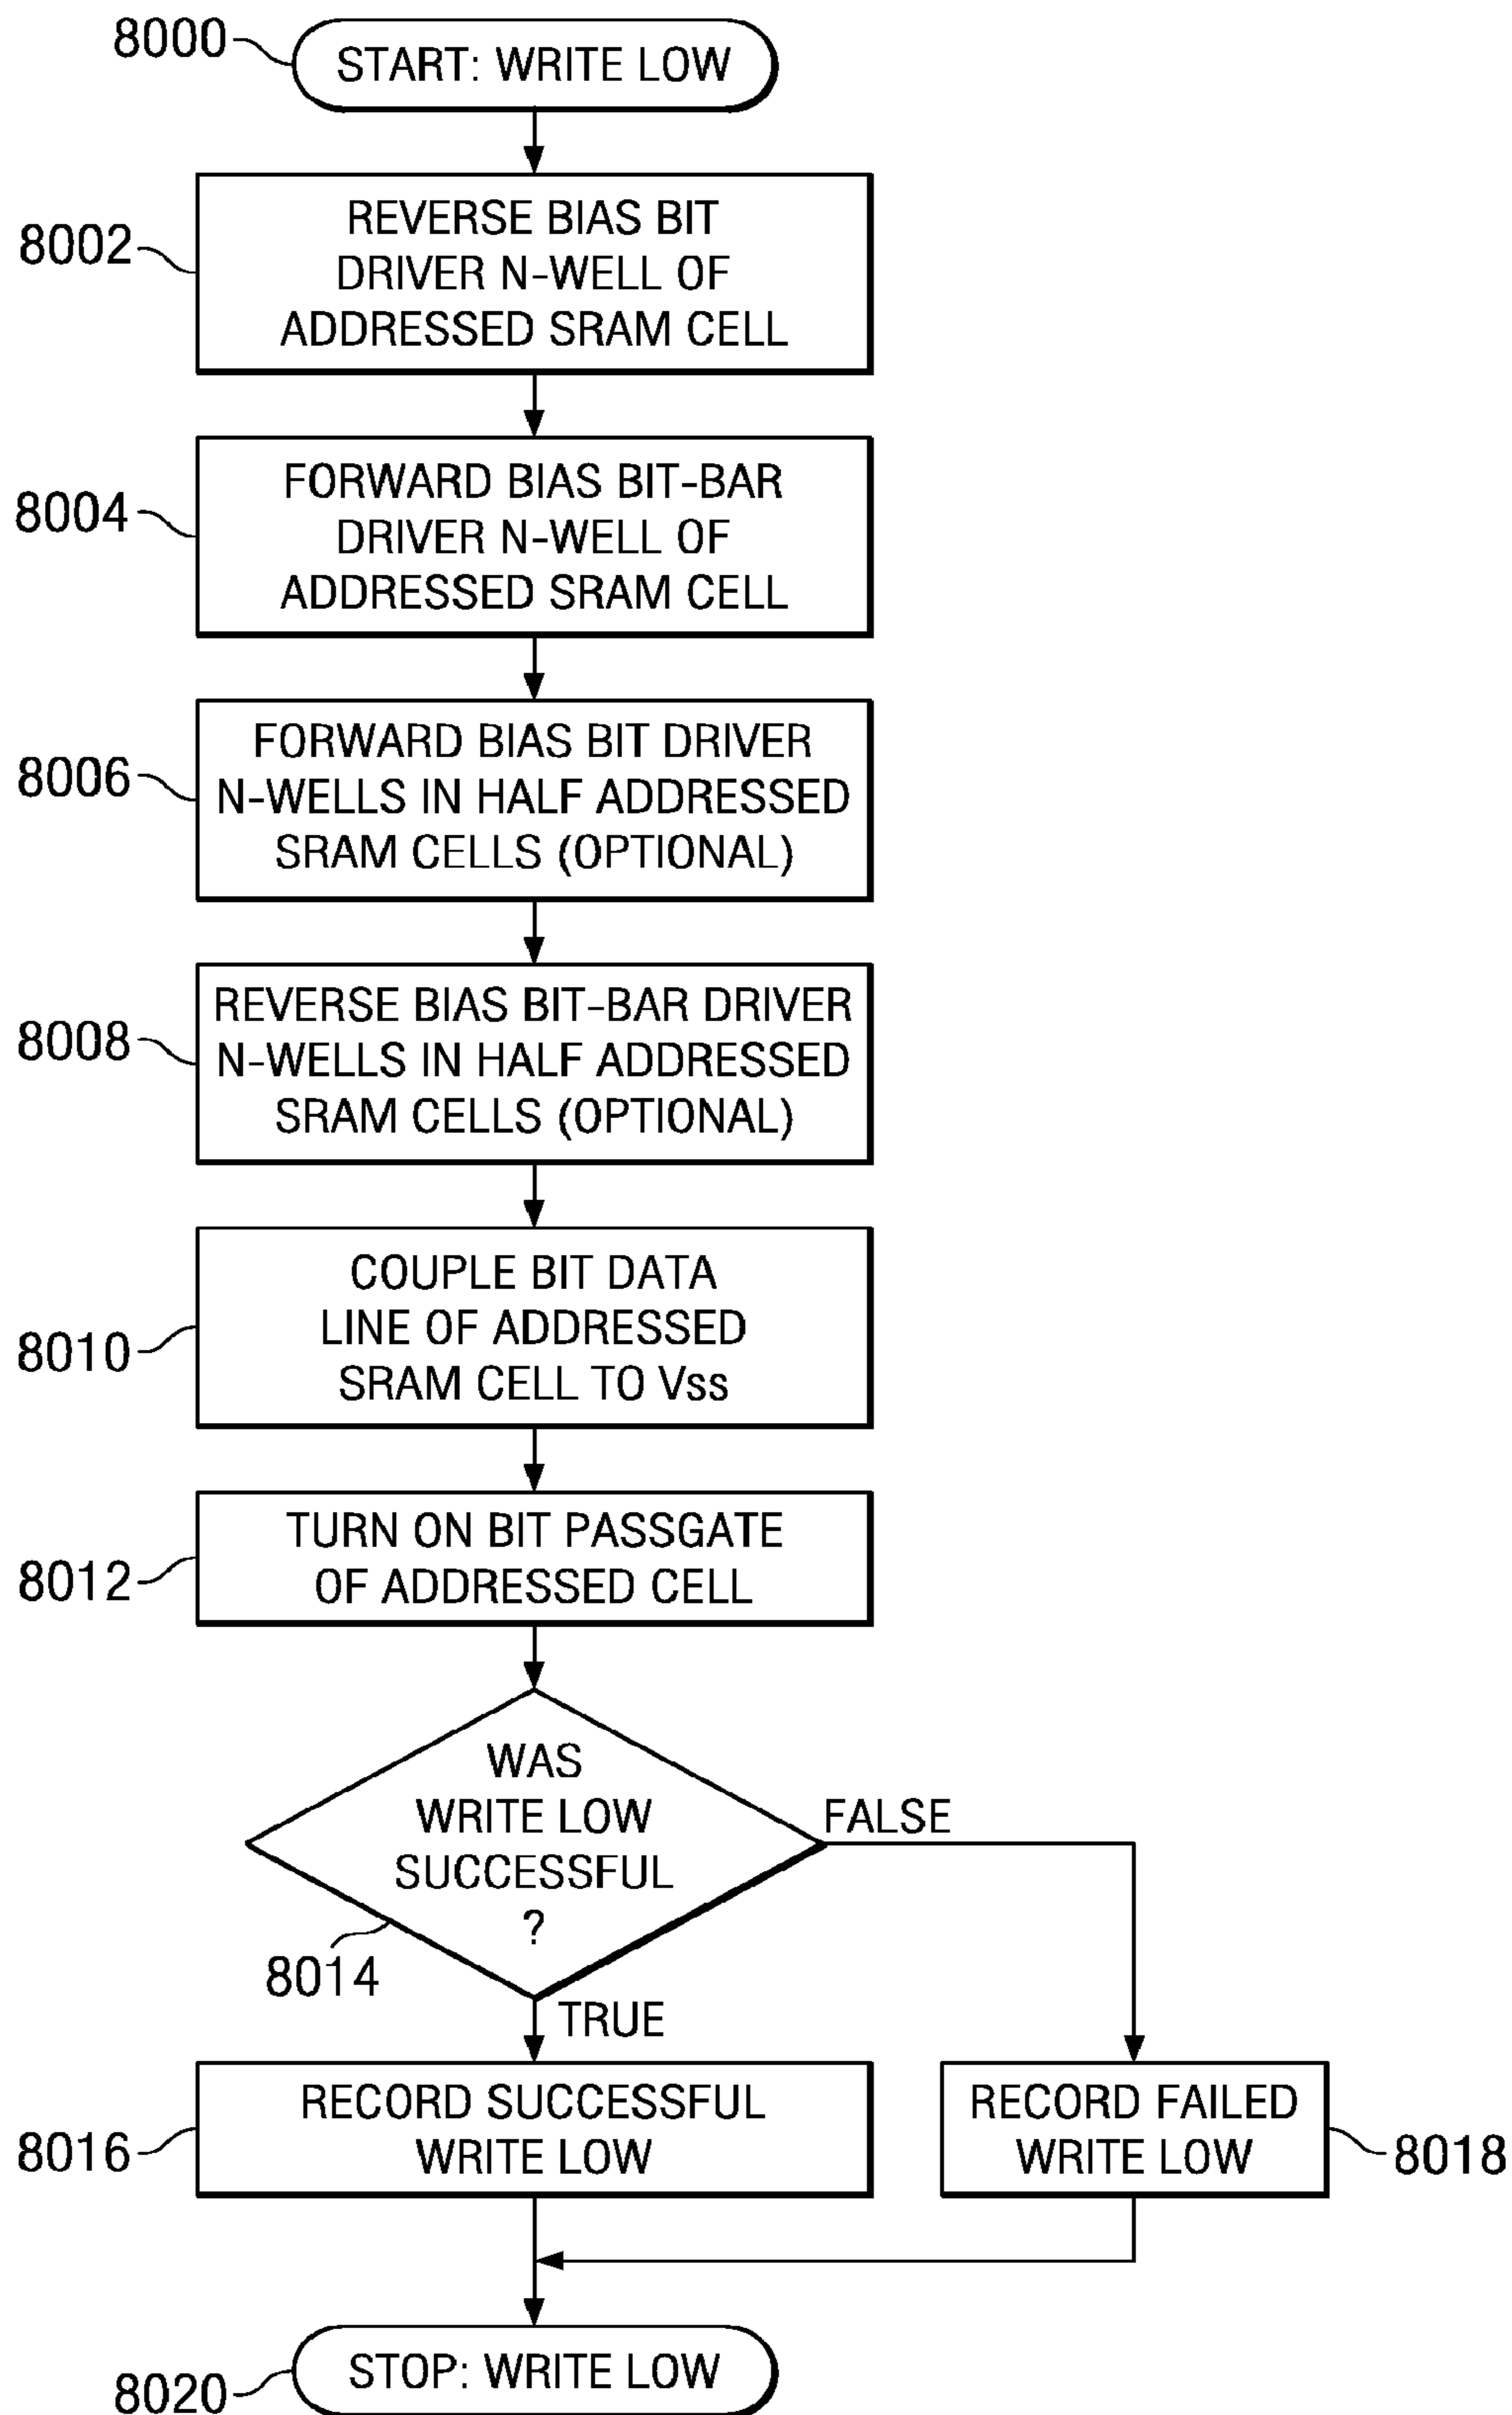 8000
START: WRITE LOW
8002
REVERSE BIAS BIT
DRIVER N-WELL OF
ADDRESSED SRAM CELL
8004
FORWARD BIAS BIT-BAR
DRIVER N-WELL OF
ADDRESSED SRAM CELL
8006
FORWARD BIAS BIT DRIVER
N-WELLS IN HALF ADDRESSED
SRAM CELLS (OPTIONAL)
8008
REVERSE BIAS BIT-BAR DRIVER
N-WELLS IN HALF ADDRESSED
SRAM CELLS (OPTIONAL)
8010
COUPLE BIT DATA
LINE OF ADDRESSED
SRAM CELL TO Vss
8012
TURN ON BIT PASSGATE
OF ADDRESSED CELL
WAS
WRITE LOW
SUCCESSFUL
?
FALSE
8014
TRUE
8016
RECORD SUCCESSFUL
WRITE LOW
RECORD FAILED
WRITE LOW
8018
8020
STOP: WRITE LOW